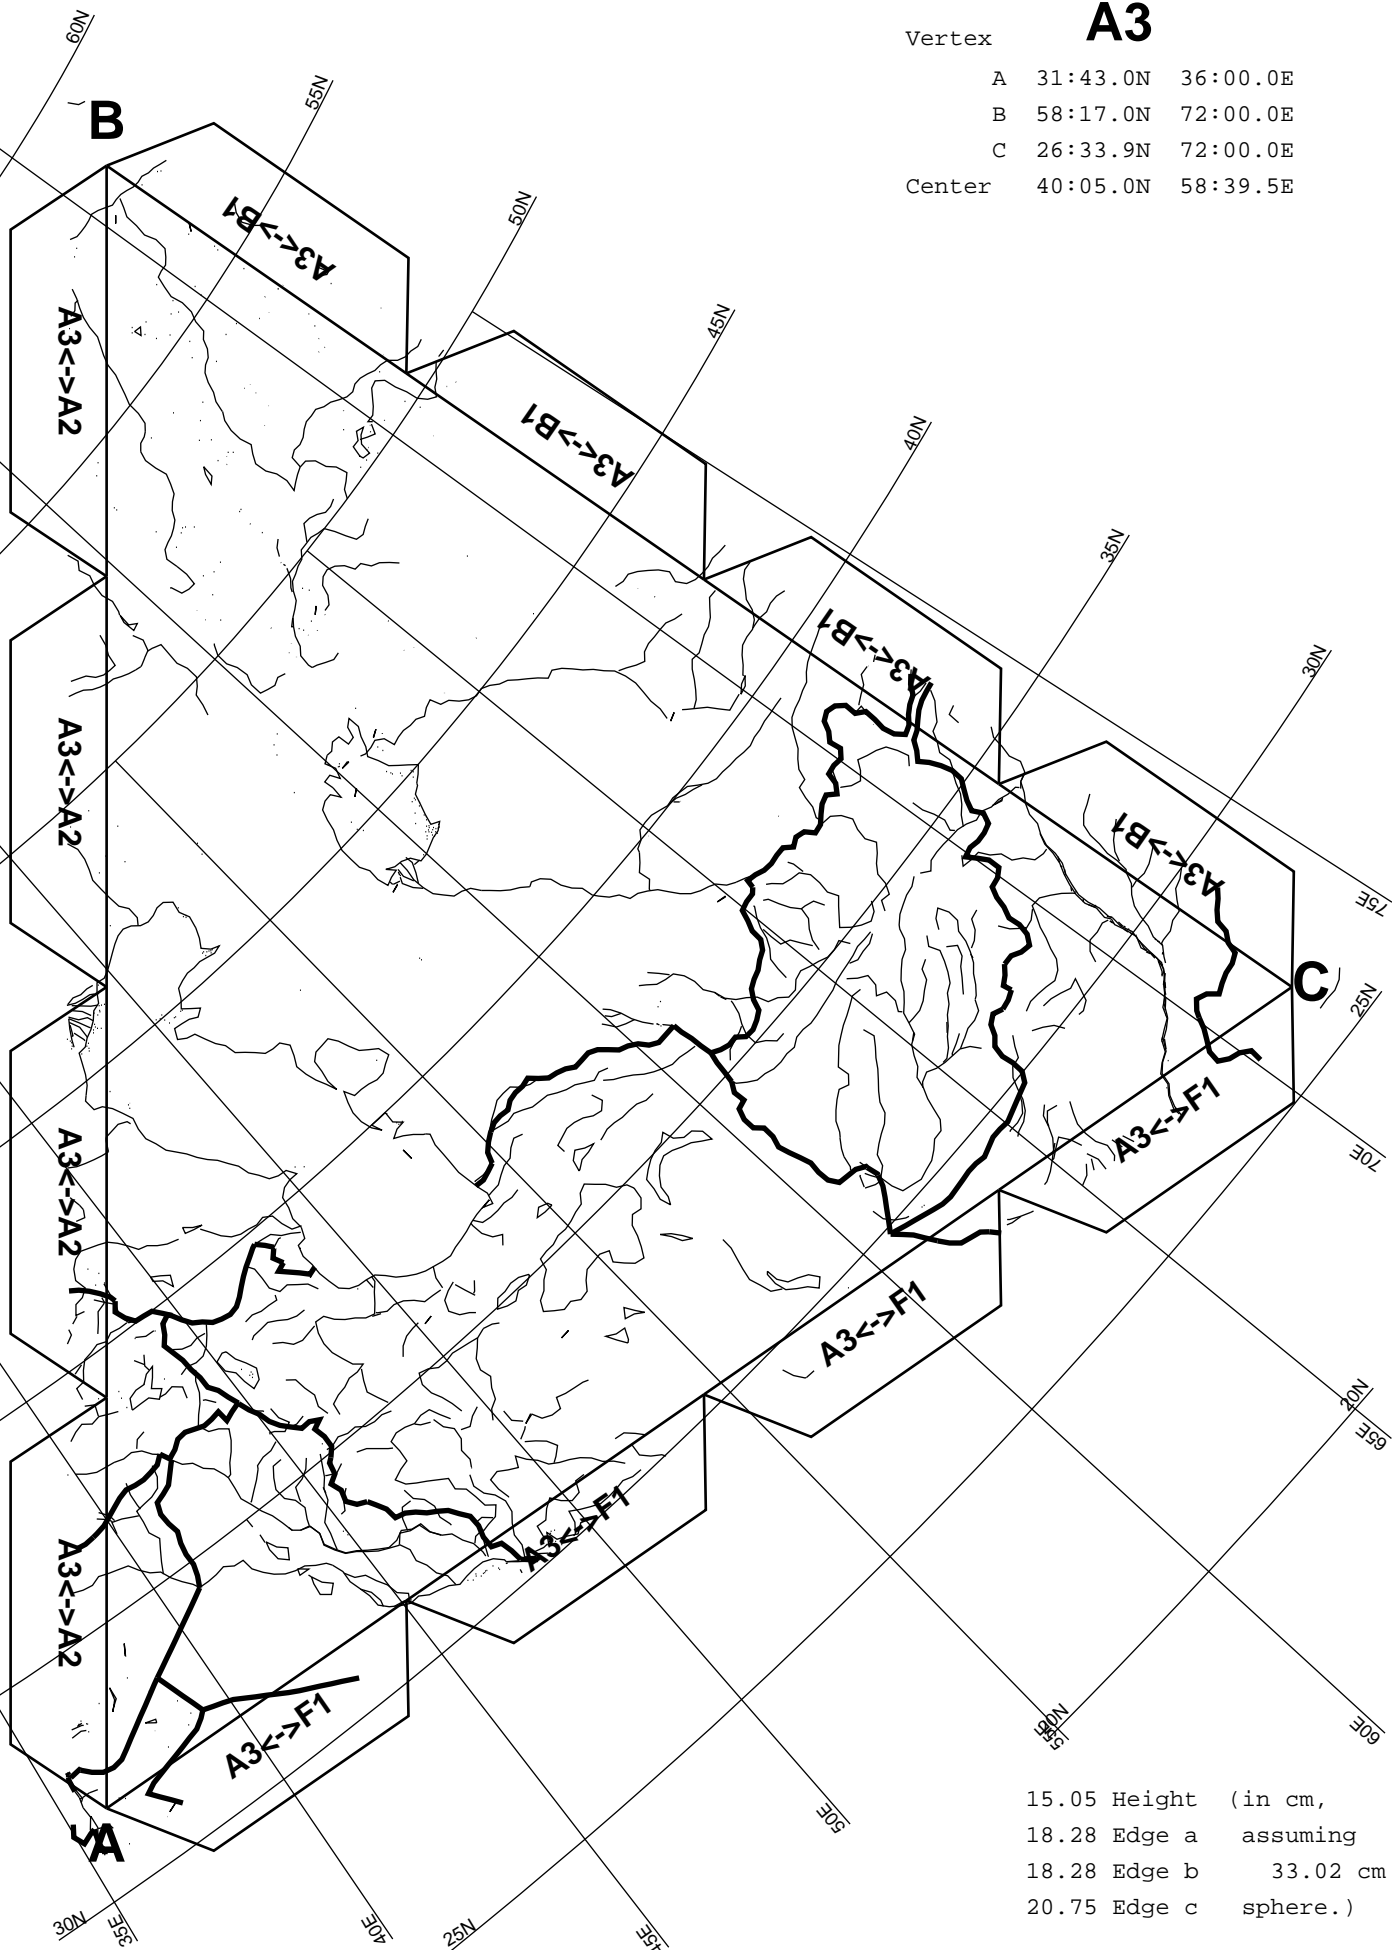 A3
Vertex
A 31:43.0N 36:00.0E
B 58:17.0N 72:00.0E
C 26:33.9N 72:00.0E
Center 40:05.0N 58:39.5E
60N
55N
B
A3<->B1
50N
A3<->A2
45N
A3<->B1
40N
35N
A3<->B1
30N
A3<->A2
A3<->B1
75E
C
25N
A3<->A2
A3<->F1
70E
A3<->F1
20N
65E
A3<->F1
A3<->A2
A3<->F1
20N
55E
60E
50E
A
30N
35E
40E
25N
45E
15.05 Height (in cm,
18.28 Edge a assuming
18.28 Edge b 33.02 cm
20.75 Edge c sphere.)